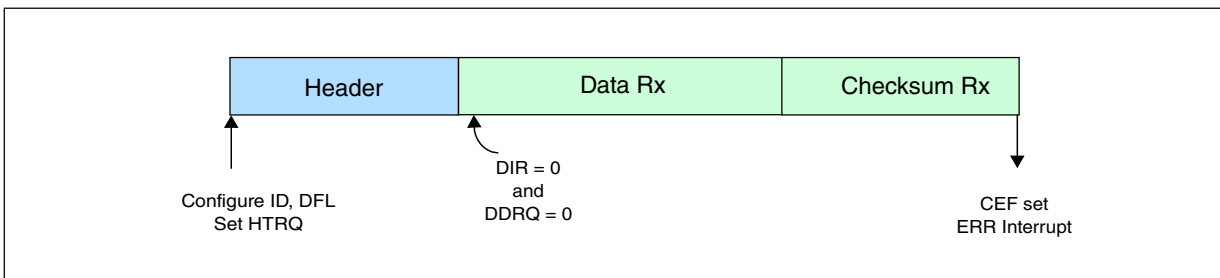 Header
Data Rx
Checksum Rx
Configure ID, DFL
Set HTRQ
DIR = 0
and
DDRQ = 0
CEF set
ERR Interrupt